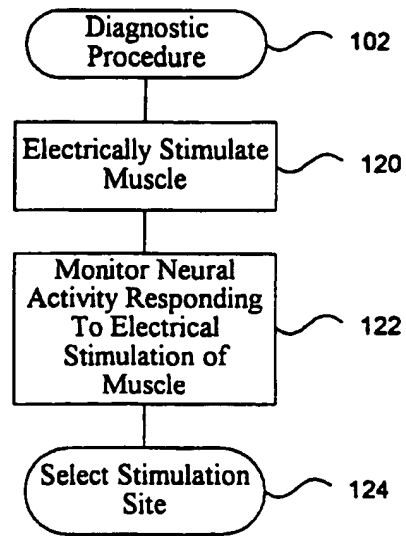 Diagnostic
Procedure
102
Electrically Stimulate
Muscle
120
Monitor Neural
Activity Responding
To Electrical
Stimulation of
Muscle
122
Select Stimulation
Site
124